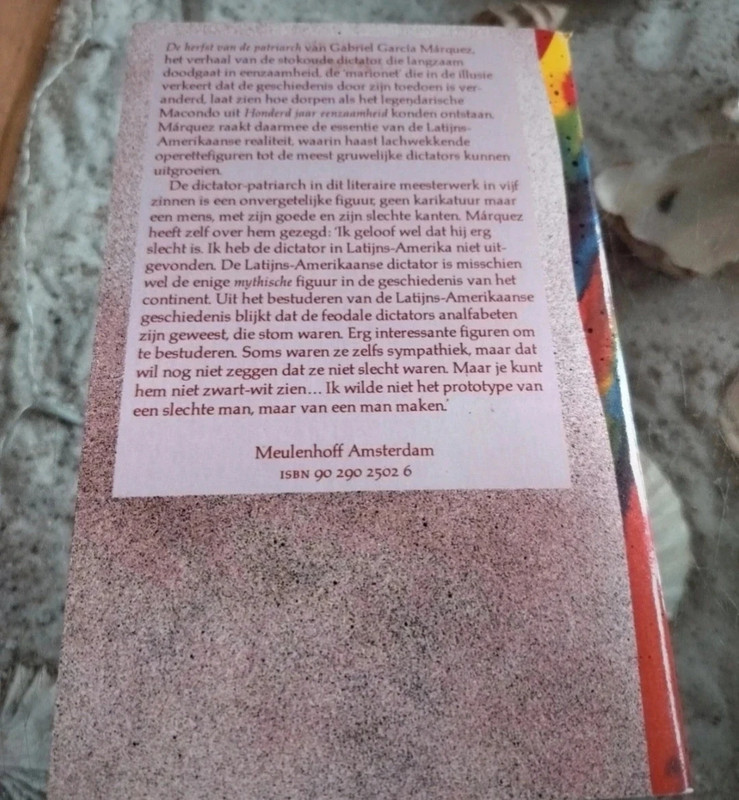 De herfst van de patriarch van Gabriel García Márquez,
het verhaal van de stokoude dictator die langzaam
doodgaat in eenzaamheid, de 'marionet' die in de illusie
verkeert dat de geschiedenis door zijn toedoen is ver-
anderd, laat zien hoe dorpen als het legendarische
Macondo uit Honderd jaar eenzaamheid konden ontstaan.
Márquez raakt daarmee de essentie van de Latijns-
Amerikaanse realiteit, waarin haast lachwekkende
operettefiguren tot de meest gruwelijke dictators kunnen
uitgroeien.
De dictator-patriarch in dit literaire meesterwerk in vijf
zinnen is een onvergetelijke figuur, geen karikatuur maar
een mens, met zijn goede en zijn slechte kanten. Márquez
heeft zelf over hem gezegd: 'Ik geloof wel dat hij erg
slecht is. Ik heb de dictator in Latijns-Amerika niet uit-
gevonden. De Latijns-Amerikaanse dictator is misschien
wel de enige mythische figuur in de geschiedenis van het
continent. Uit het bestuderen van de Latijns-Amerikaanse
geschiedenis blijkt dat de feodale dictators analfabeten
zijn geweest, die stom waren. Erg interessante figuren om
te bestuderen. Soms waren ze zelfs sympathiek, maar dat
wil nog niet zeggen dat ze niet slecht waren. Maar je kunt
hem niet zwart-wit zien... Ik wilde niet het prototype van
een slechte man, maar van een man maken.'
Meulenhoff Amsterdam
ISBN 90 290 2502 6